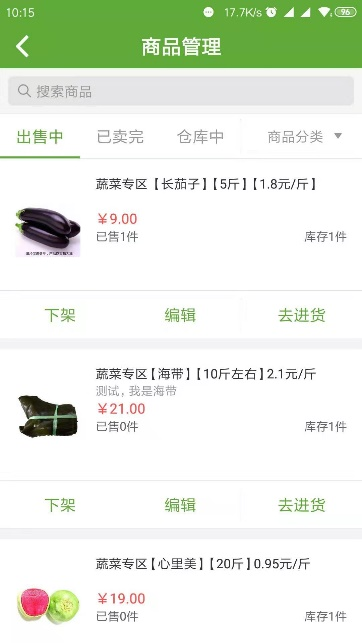 10:15
17.7K/s
96
商品管理
搜索商品
出售中 已卖完 仓库中 商品分类
蔬菜专区【长茄子】【5斤】【1.8元/斤】
￥9.00
已售1件 库存1件
下架 编辑 去进货
蔬菜专区【海带】【10斤左右】2.1元/斤
测试，我是海带
￥21.00
已售0件 库存1件
下架 编辑 去进货
蔬菜专区【心里美】【20斤】0.95元/斤
￥19.00
已售0件 库存1件